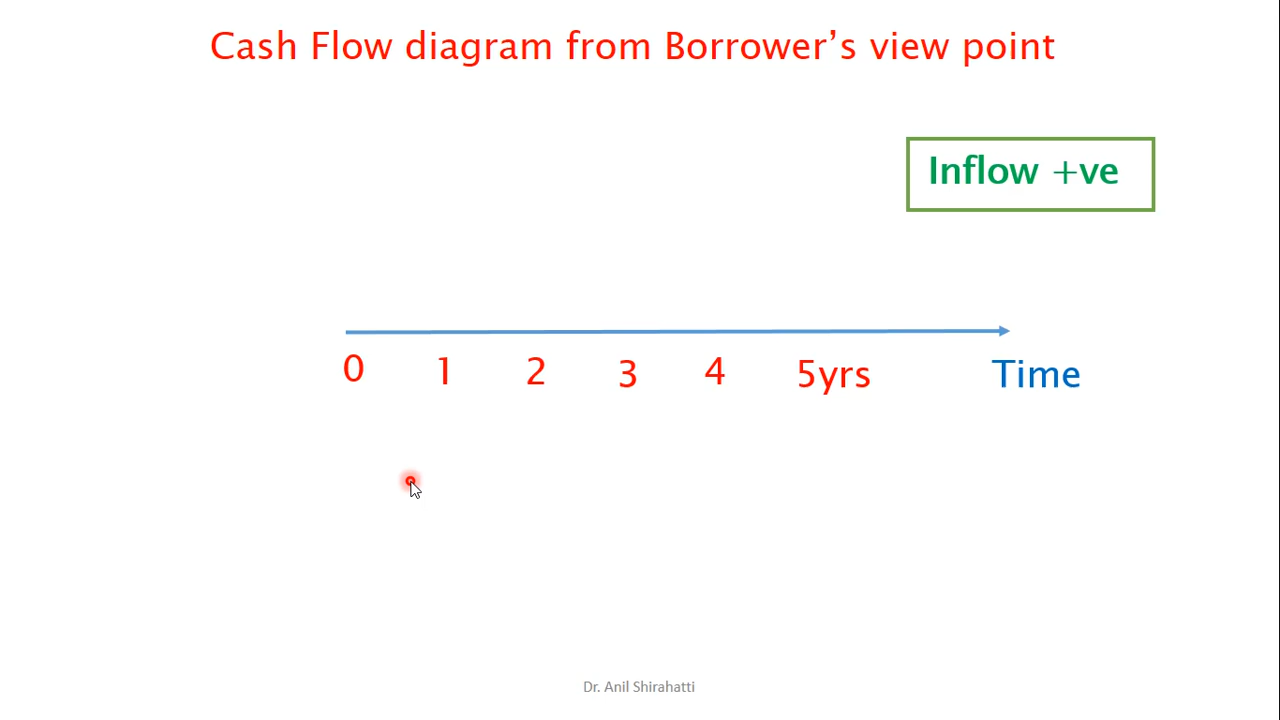 Cash Flow diagram from Borrower's view point
Inflow +ve
0 1 2 3 4 5yrs Time
Dr. Anil Shirahatti